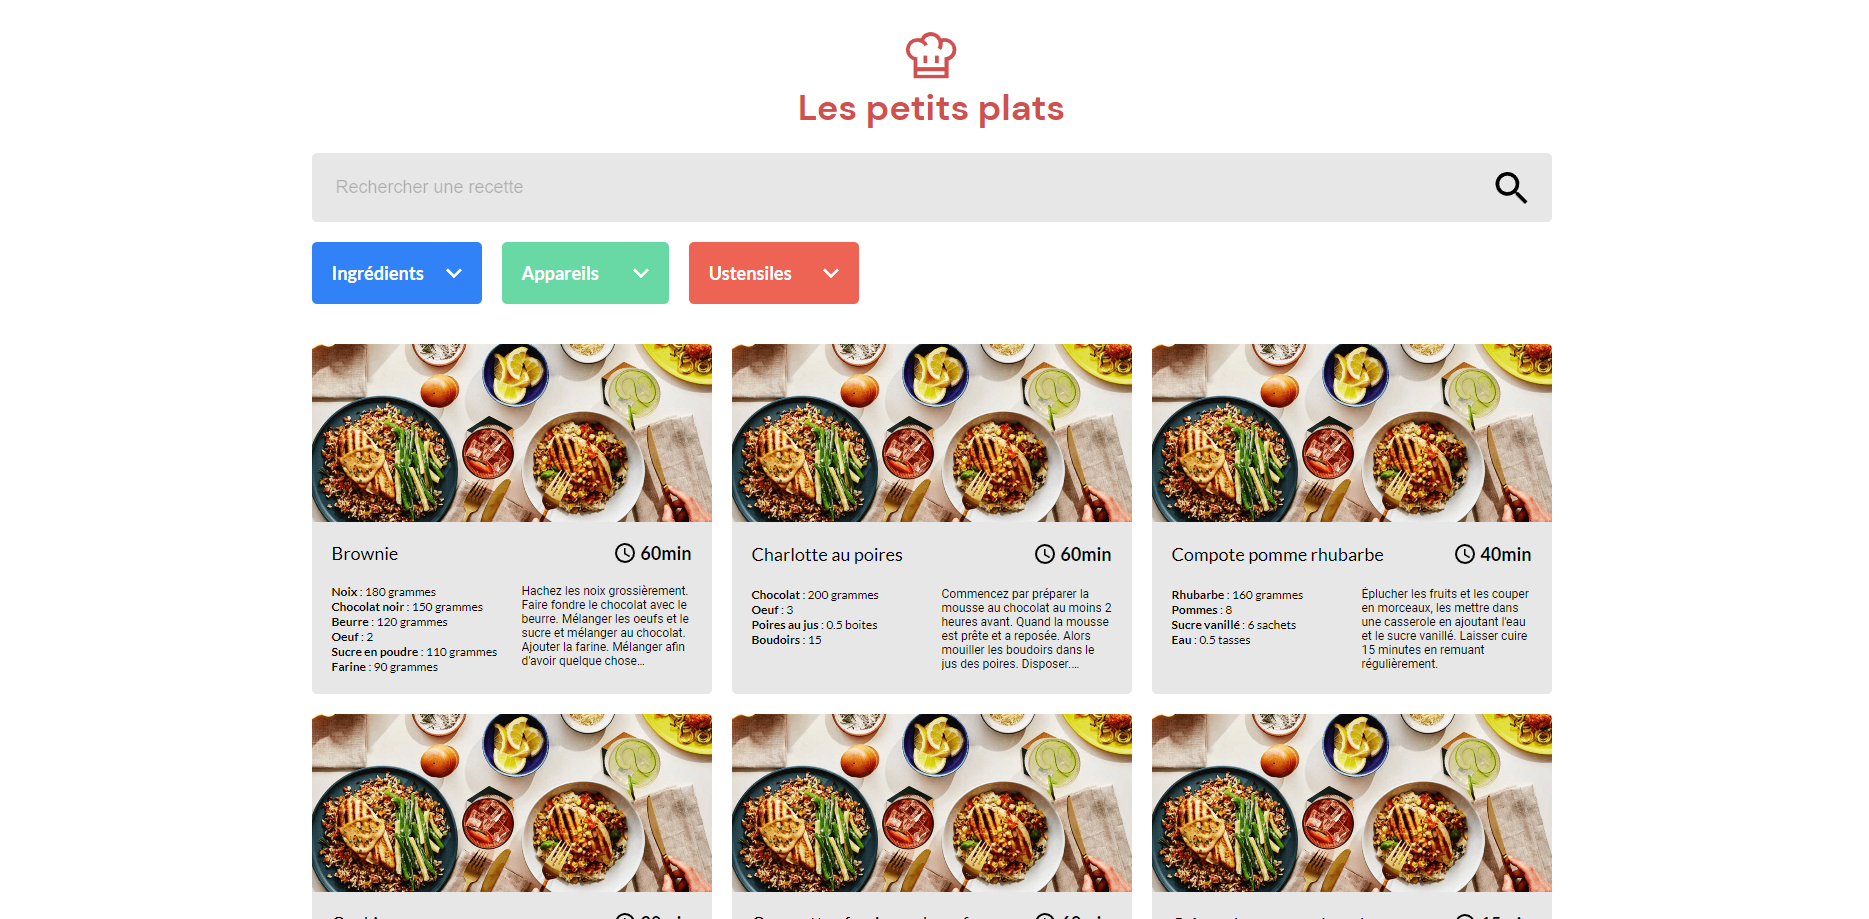 Les petits plats
Rechercher une recette
Ingrédients
Appareils
Ustensiles
Brownie
60min
Noix : 180 grammes
Chocolat noir : 150 grammes
Beurre : 120 grammes
Oeuf : 2
Sucre en poudre : 110 grammes
Farine : 90 grammes
Hachez les noix grossièrement.
Faire fondre le chocolat avec le
beurre. Mélanger les oeufs et le
sucre et mélanger au chocolat.
Ajouter la farine. Mélanger afin
d'avoir quelque chose...
Charlotte au poires
60min
Chocolat : 200 grammes
Oeuf : 3
Poires au jus : 0.5 boites
Boudoirs : 15
Commencez par préparer la
mousse au chocolat au moins 2
heures avant. Quand la mousse
est prête et a reposée. Alors
mouiller les boudoirs dans le
jus des poires. Disposer....
Compote pomme rhubarbe
40min
Rhubarbe : 160 grammes
Pommes : 8
Sucre vanillé : 6 sachets
Eau : 0.5 tasses
Éplucher les fruits et les couper
en morceaux, les mettre dans
une casserole en ajoutant l'eau
et le sucre vanillé. Laisser cuire
15 minutes en remuant
régulièrement.